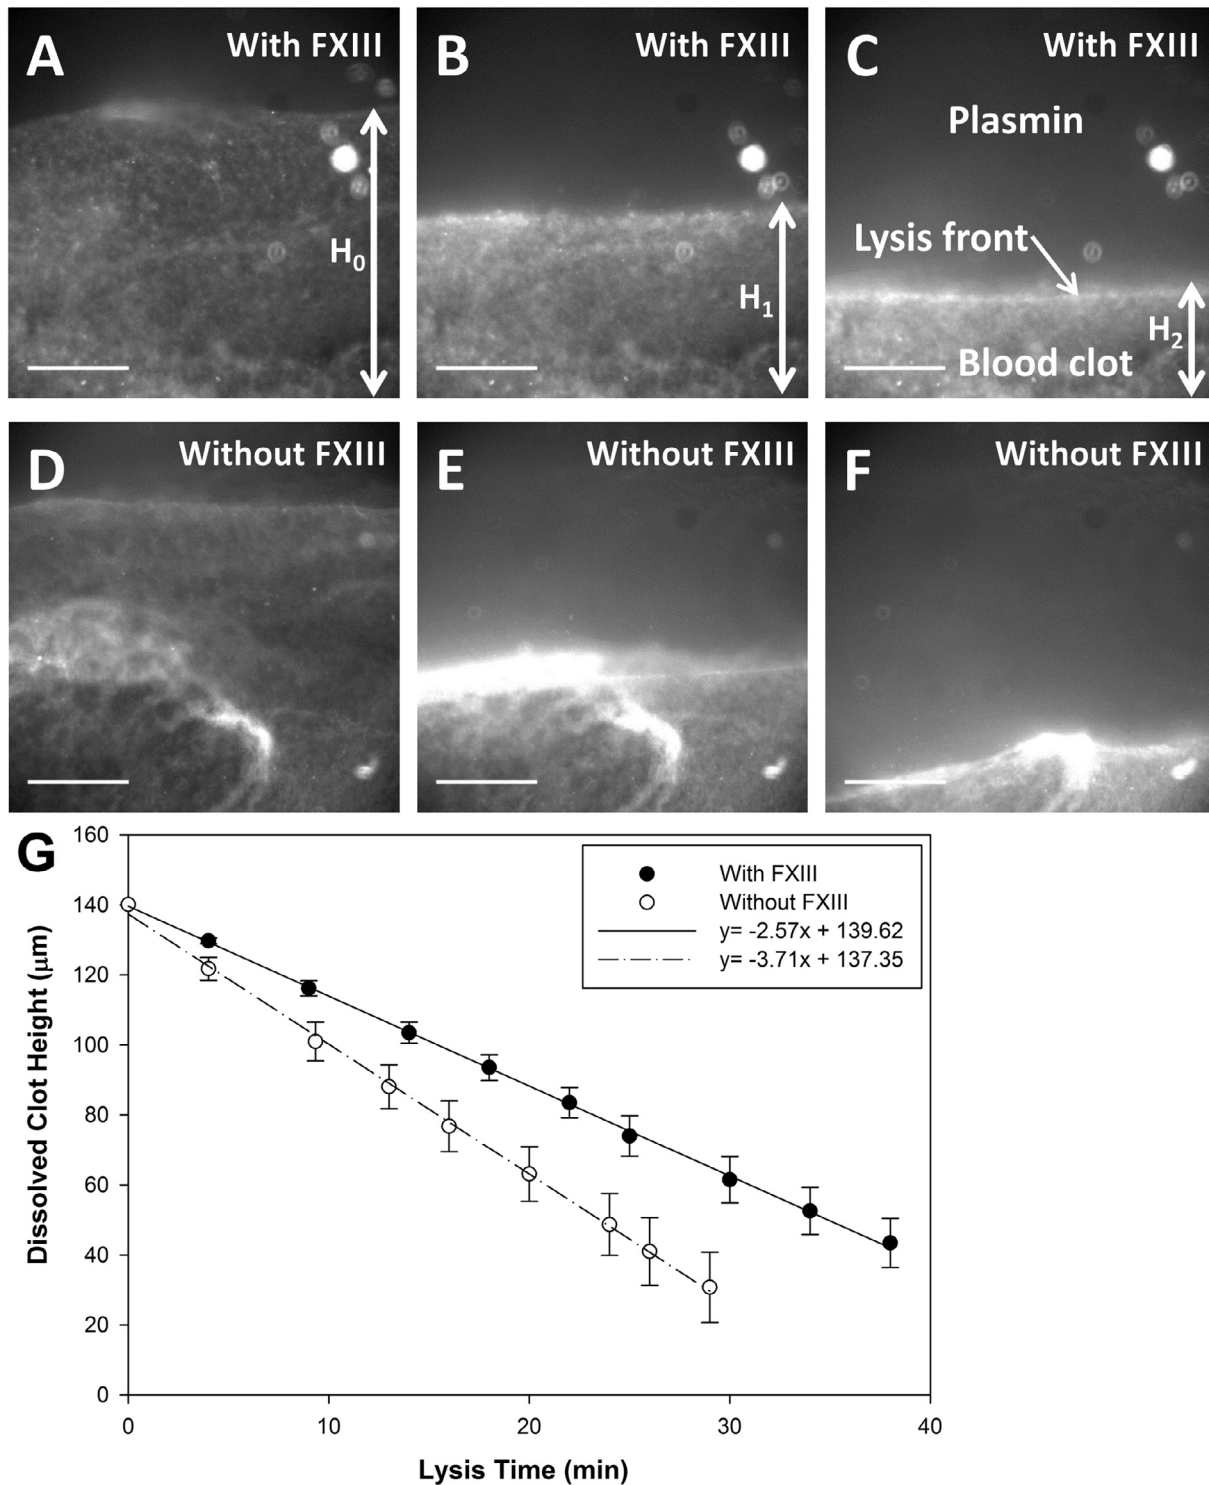 A With FXIII
B With FXIII
C With FXIII
Plasmin
Lysis front
H₀
H₁
H₂
Blood clot
D Without FXIII
E Without FXIII
F Without FXIII
G
160
140
120
100
80
60
40
20
0
Dissolved Clot Height (μm)
With FXIII
Without FXIII
y= -2.57x + 139.62
y= -3.71x + 137.35
0 10 20 30 40
Lysis Time (min)